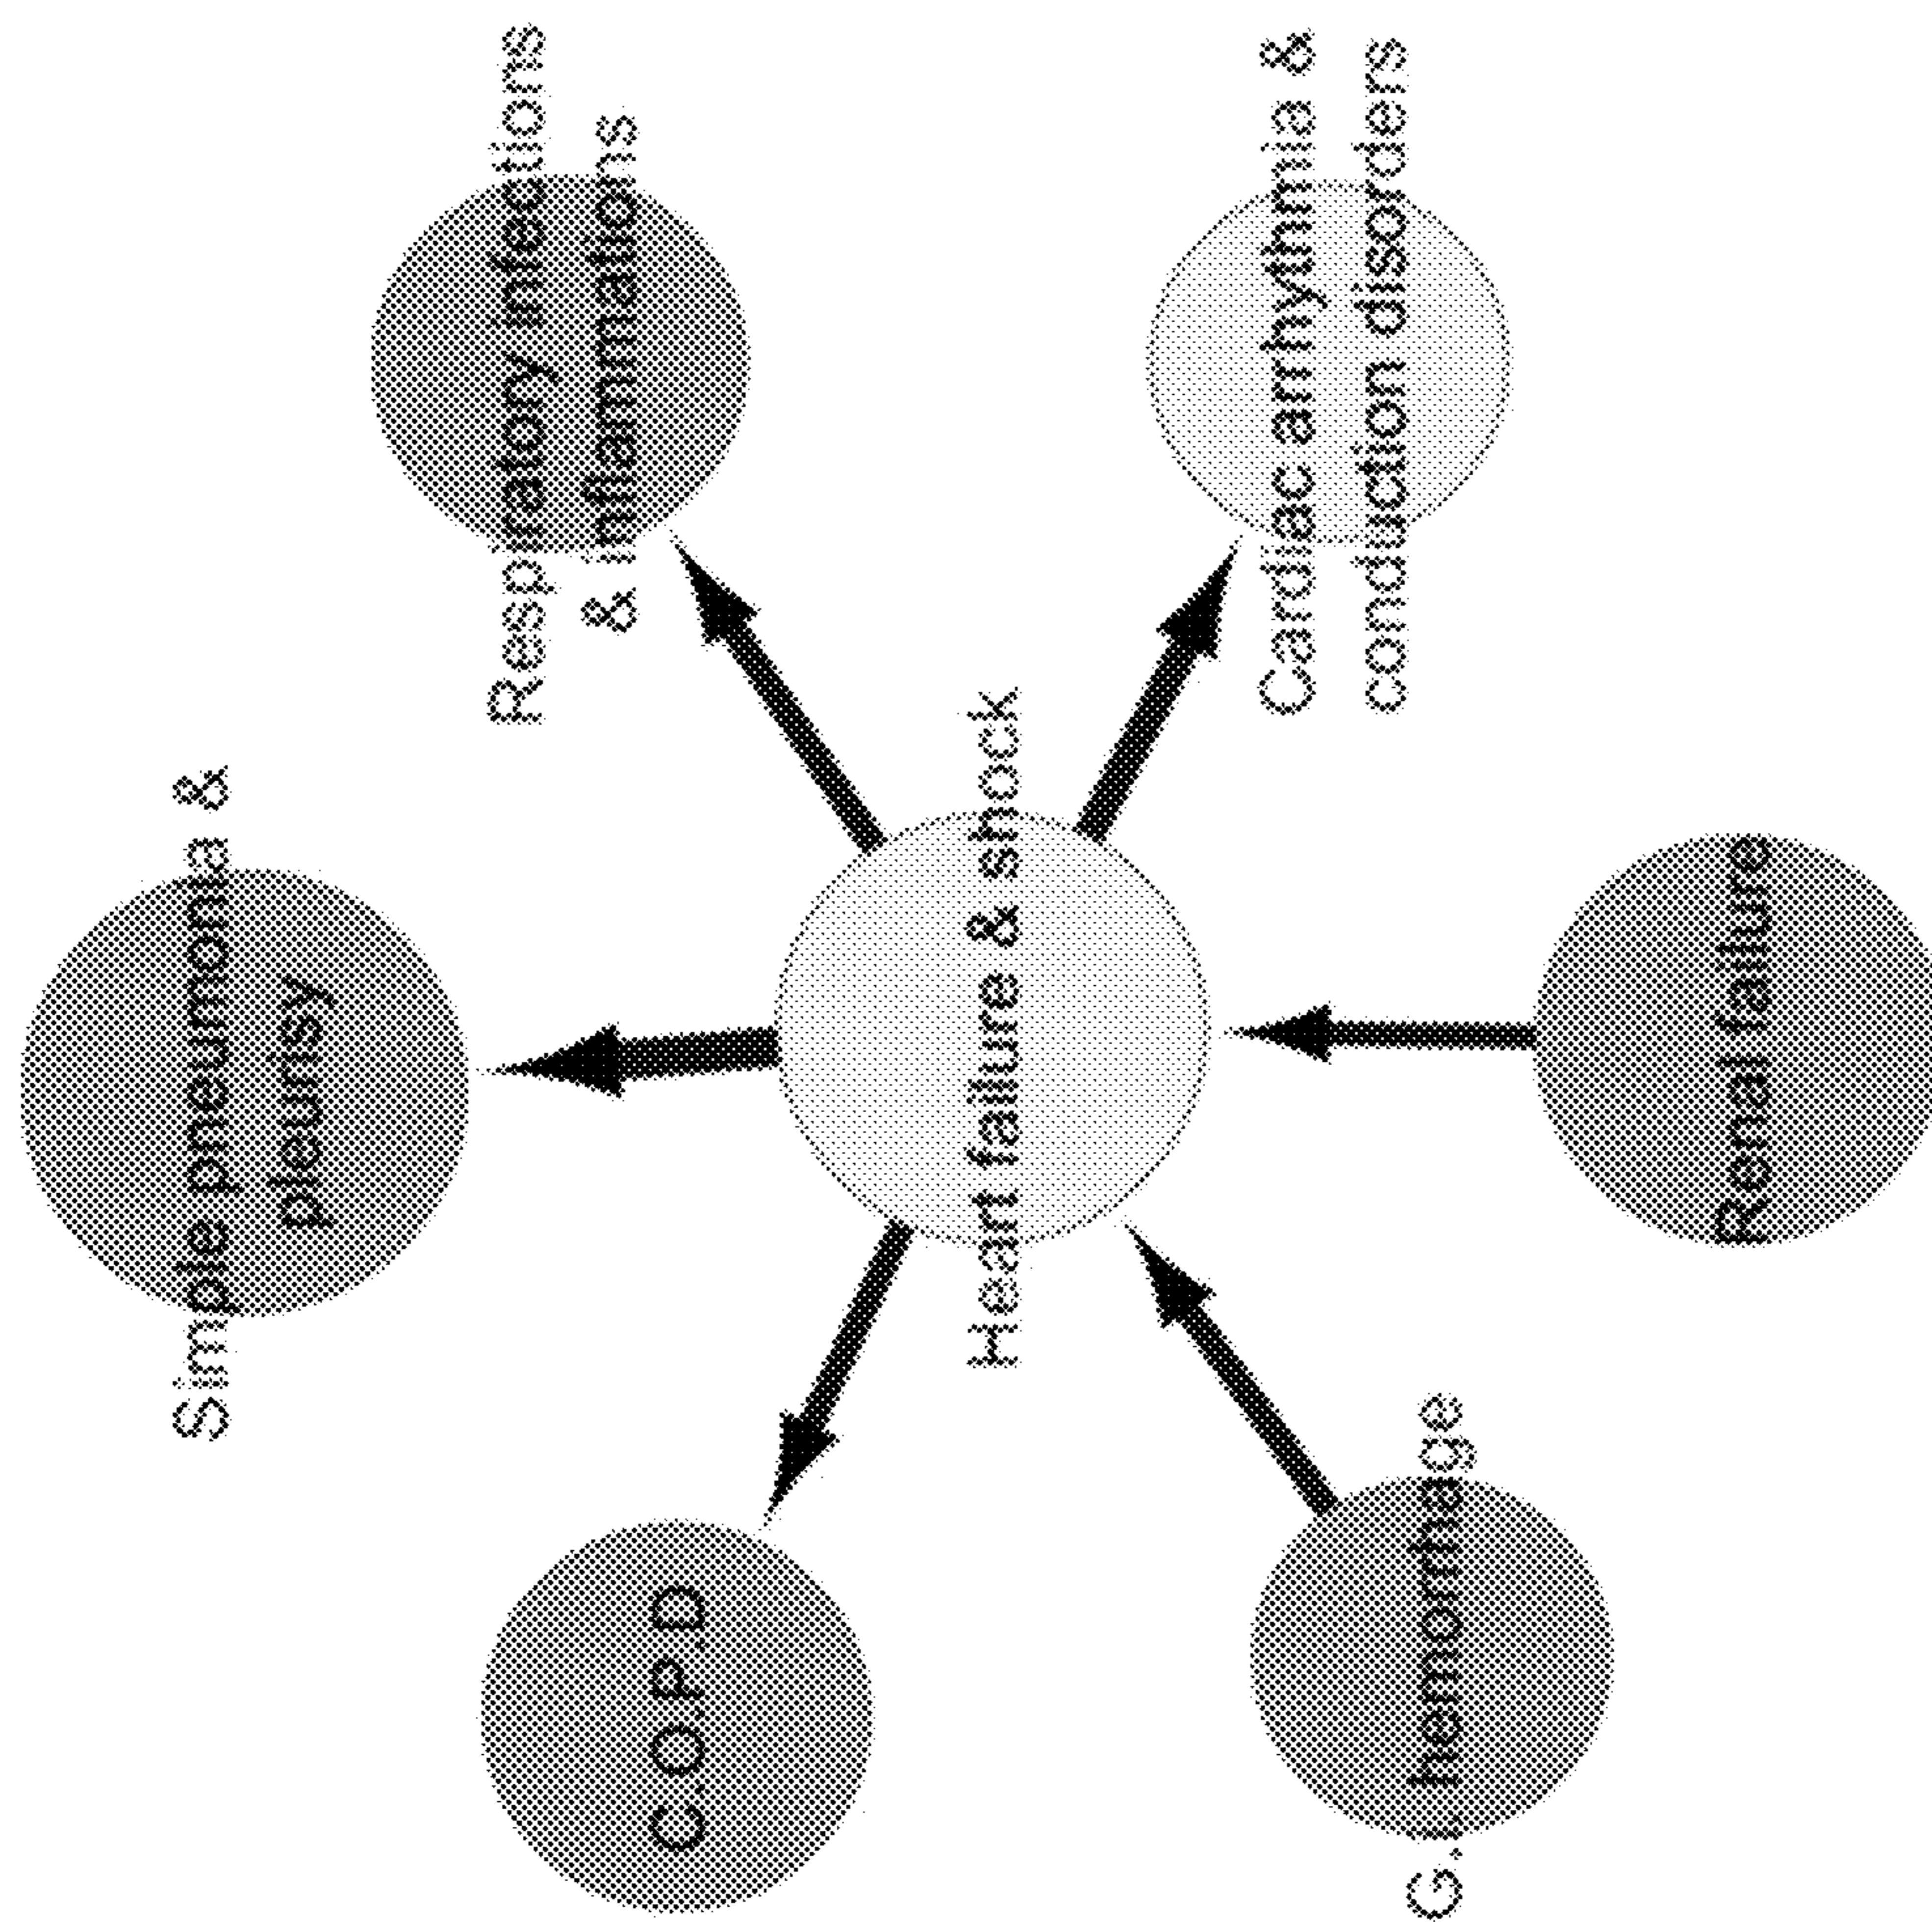 Simple pneumonia &
pleurisy
Respiratory infections
& inflammations
C.O.P.D
Heart failure & shock
Cardiac arrhythmia &
conduction disorders
G.I. hemorrhage
Renal failure